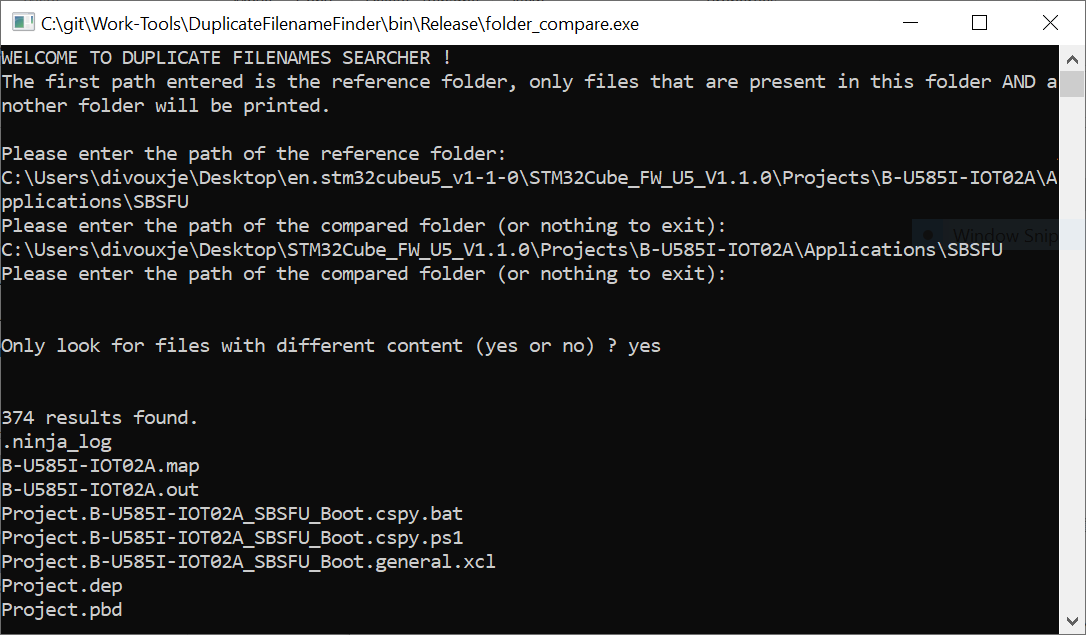 C:\git\Work-Tools\DuplicateFilenameFinder\bin\Release\folder_compare.exe
WELCOME TO DUPLICATE FILENAMES SEARCHER !
The first path entered is the reference folder, only files that are present in this folder AND a
nother folder will be printed.
Please enter the path of the reference folder:
C:\Users\divouxje\Desktop\en.stm32cubeu5_v1-1-0\STM32Cube_FW_U5_V1.1.0\Projects\B-U585I-IOT02A\A
pplications\SBSFU
Please enter the path of the compared folder (or nothing to exit):
Window Snip
C:\Users\divouxje\Desktop\STM32Cube_FW_U5_V1.1.0\Projects\B-U585I-IOT02A\Applications\SBSFU
Please enter the path of the compared folder (or nothing to exit):
Only look for files with different content (yes or no) ? yes
374 results found.
.ninja_log
B-U585I-IOT02A.map
B-U585I-IOT02A.out
Project.B-U585I-IOT02A_SBSFU_Boot.cspy.bat
Project.B-U585I-IOT02A_SBSFU_Boot.cspy.ps1
Project.B-U585I-IOT02A_SBSFU_Boot.general.xcl
Project.dep
Project.pbd